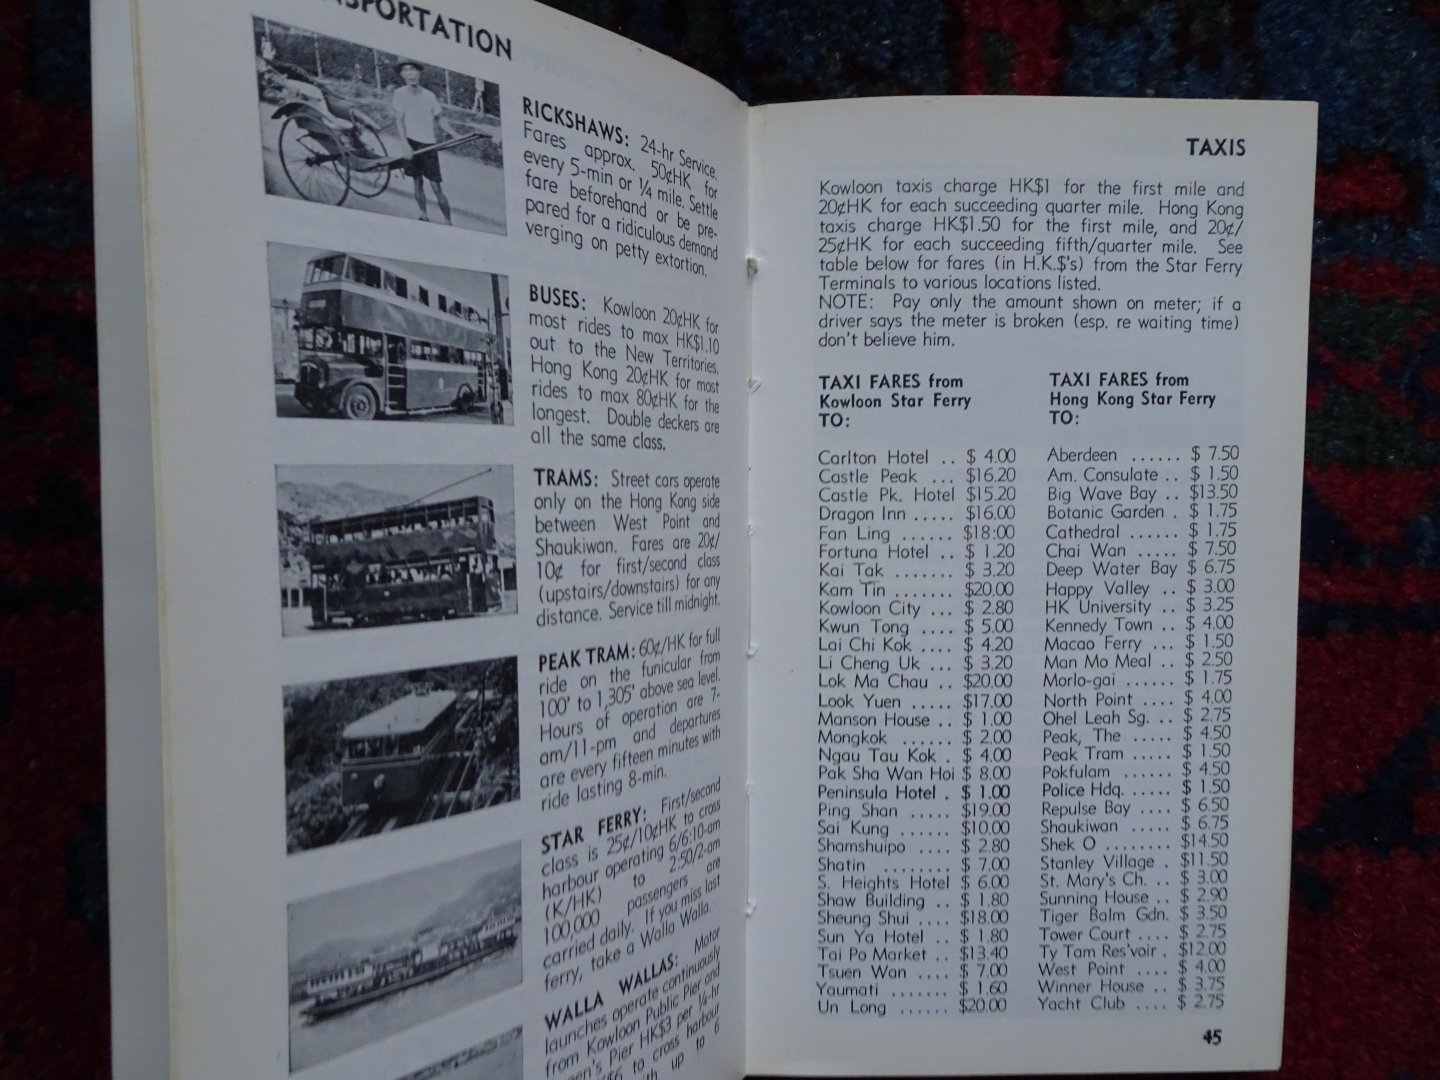 NSPORTATION
RICKSHAWS: 24-hr Service.
Fares approx. 50¢HK for
every 5-min or 1/4 mile. Settle
fare beforehand or be pre-
pared for a ridiculous demand
verging on petty extortion.
BUSES: Kowloon 20¢HK for
most rides to max HK$1.10
out to the New Territories.
Hong Kong 20¢HK for most
rides to max 80¢HK for the
longest. Double deckers are
all the same class.
TRAMS: Street cars operate
only on the Hong Kong side
between West Point and
Shaukiwan. Fares are 20¢/
10¢ for first/second class
(upstairs/downstairs) for any
distance. Service till midnight.
PEAK TRAM: 60¢/HK for full
ride on the funicular from
100' to 1,305' above sea level.
Hours of operation are 7-
am/11-pm and departures
are every fifteen minutes with
ride lasting 8-min.
STAR FERRY: First/second
class is 25¢/10¢HK to cross
harbour operating 6/6:10-am
(K/HK) to 2:50/2-am
100,000 passengers are
carried daily. If you miss last
ferry, take a Walla Walla.
WALLA WALLAS: Motor
launches operate continuously
from Kowloon Public Pier and
een's Pier HK$3 per 1/4-hr
$6 to cross harbour
th up to 6
TAXIS
Kowloon taxis charge HK$1 for the first mile and
20¢HK for each succeeding quarter mile. Hong Kong
taxis charge HK$1.50 for the first mile, and 20¢/
25¢HK for each succeeding fifth/quarter mile. See
table below for fares (in H.K.$'s) from the Star Ferry
Terminals to various locations listed.
NOTE: Pay only the amount shown on meter; if a
driver says the meter is broken (esp. re waiting time)
don't believe him.
TAXI FARES from
Kowloon Star Ferry
TO:
Carlton Hotel .. $ 4.00
Castle Peak ... $16.20
Castle Pk. Hotel $15.20
Dragon Inn ..... $16.00
Fan Ling ...... $18:00
Fortuna Hotel .. $ 1.20
Kai Tak ....... $ 3.20
Kam Tin ....... $20.00
Kowloon City ... $ 2.80
Kwun Tong .... $ 5.00
Lai Chi Kok .... $ 4.20
Li Cheng Uk ... $ 3.20
Lok Ma Chau .. $20.00
Look Yuen ..... $17.00
Manson House .. $ 1.00
Mongkok ...... $ 2.00
Ngau Tau Kok . $ 4.00
Pak Sha Wan Hoi $ 8.00
Peninsula Hotel . $ 1.00
Ping Shan ..... $19.00
Sai Kung ...... $10.00
Shamshuipo .... $ 2.80
Shatin ........ $ 7.00
S. Heights Hotel $ 6.00
Shaw Building .. $ 1.80
Sheung Shui .... $18.00
Sun Ya Hotel .. $ 1.80
Tai Po Market .. $13.40
Tsuen Wan .... $ 7.00
Yaumati ....... $ 1.60
Un Long ...... $20.00
TAXI FARES from
Hong Kong Star Ferry
TO:
Aberdeen ...... $ 7.50
Am. Consulate .. $ 1.50
Big Wave Bay .. $13.50
Botanic Garden . $ 1.75
Cathedral ...... $ 1.75
Chai Wan ..... $ 7.50
Deep Water Bay $ 6.75
Happy Valley .. $ 3.00
HK University .. $ 3.25
Kennedy Town .. $ 4.00
Macao Ferry ... $ 1.50
Man Mo Meal .. $ 2.50
Morlo-gai ...... $ 1.75
North Point .... $ 4.00
Ohel Leah Sg. .. $ 2.75
Peak, The ..... $ 4.50
Peak Tram ..... $ 1.50
Pokfulam ...... $ 4.50
Police Hdq. ..... $ 1.50
Repulse Bay .... $ 6.50
Shaukiwan ..... $ 6.75
Shek O ........ $14.50
Stanley Village . $11.50
St. Mary's Ch. .. $ 3.00
Sunning House .. $ 2.90
Tiger Balm Gdn. $ 3.50
Tower Court .... $ 2.75
Ty Tam Res'voir . $12.00
West Point .... $ 4.00
Winner House .. $ 3.75
Yacht Club .... $ 2.75
45